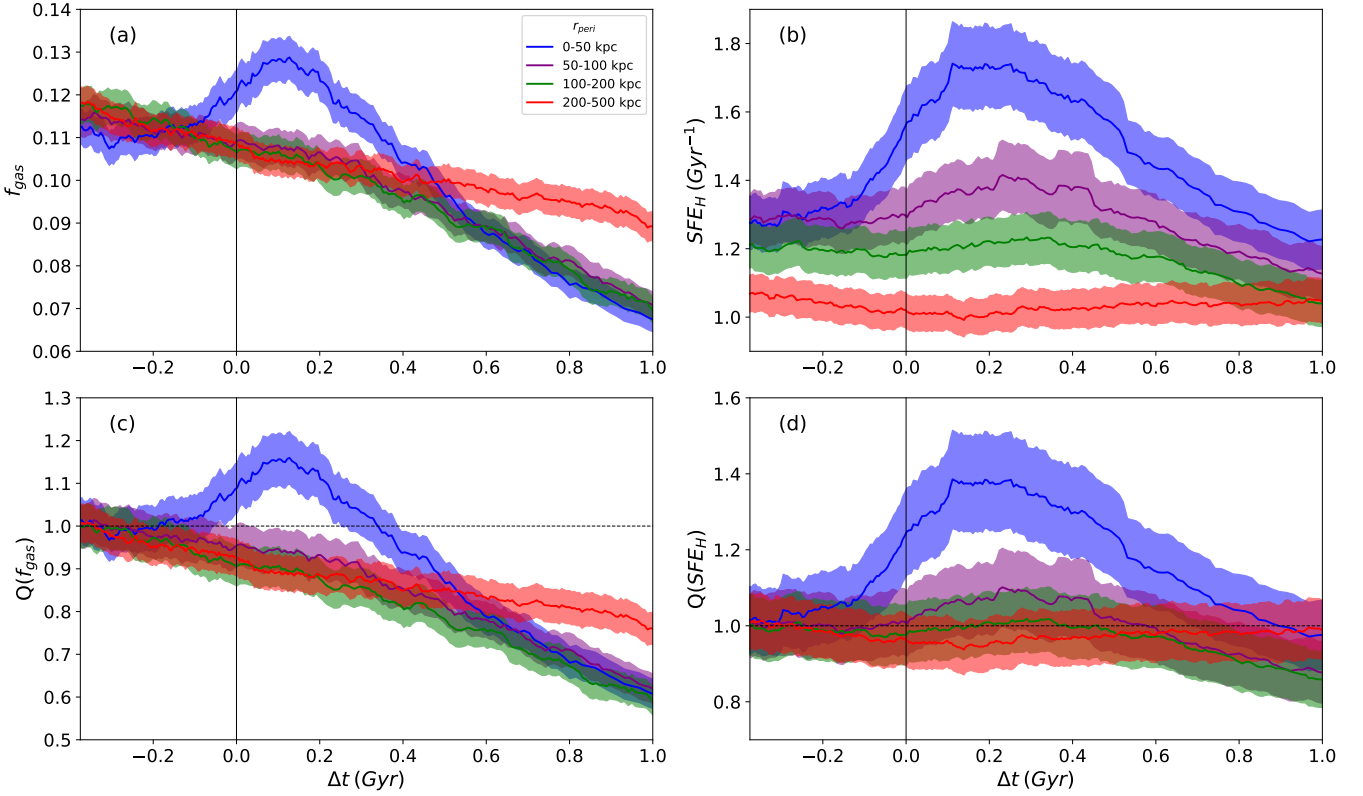 (a)
r_peri
0-50 kpc
50-100 kpc
100-200 kpc
200-500 kpc
0.14
0.13
0.12
0.11
0.10
0.09
0.08
0.07
0.06
f_gas
−0.2 0.0 0.2 0.4 0.6 0.8 1.0
(b)
1.8
1.6
1.4
1.2
1.0
SFE_H (Gyr⁻¹)
−0.2 0.0 0.2 0.4 0.6 0.8 1.0
(c)
1.3
1.2
1.1
1.0
0.9
0.8
0.7
0.6
0.5
Q(f_gas)
−0.2 0.0 0.2 0.4 0.6 0.8 1.0
Δt (Gyr)
(d)
1.6
1.4
1.2
1.0
0.8
Q(SFE_H)
−0.2 0.0 0.2 0.4 0.6 0.8 1.0
Δt (Gyr)